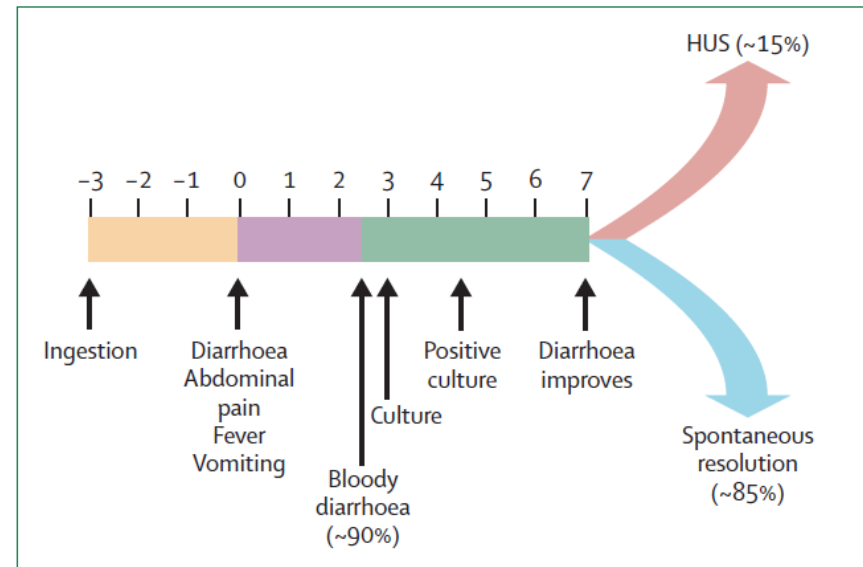 HUS (~15%)
−3 −2 −1 0 1 2 3 4 5 6 7
Ingestion
Diarrhoea
Abdominal
pain
Fever
Vomiting
Bloody
diarrhoea
(~90%)
Culture
Positive
culture
Diarrhoea
improves
Spontaneous
resolution
(~85%)